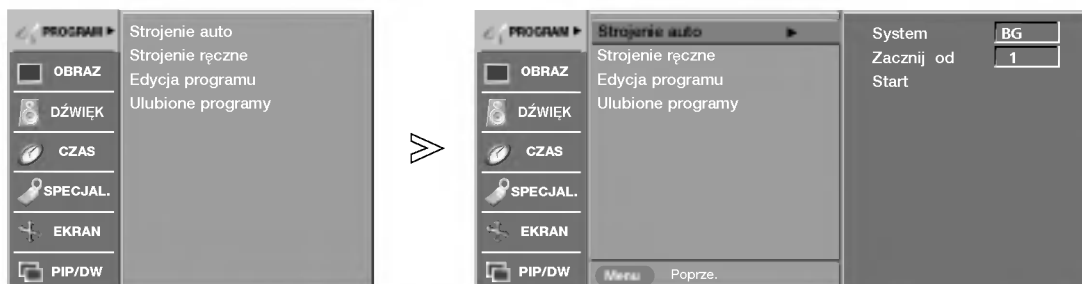 PROGRAM
Strojenie auto
Strojenie ręczne
Edycja programu
Ulubione programy
OBRAZ
DŹWIĘK
CZAS
SPECJAL.
EKRAN
PIP/DW
PROGRAM
Strojenie auto
Strojenie ręczne
Edycja programu
Ulubione programy
OBRAZ
DŹWIĘK
CZAS
SPECJAL.
EKRAN
PIP/DW
Menu Poprze.
System BG
Zacznij od 1
Start